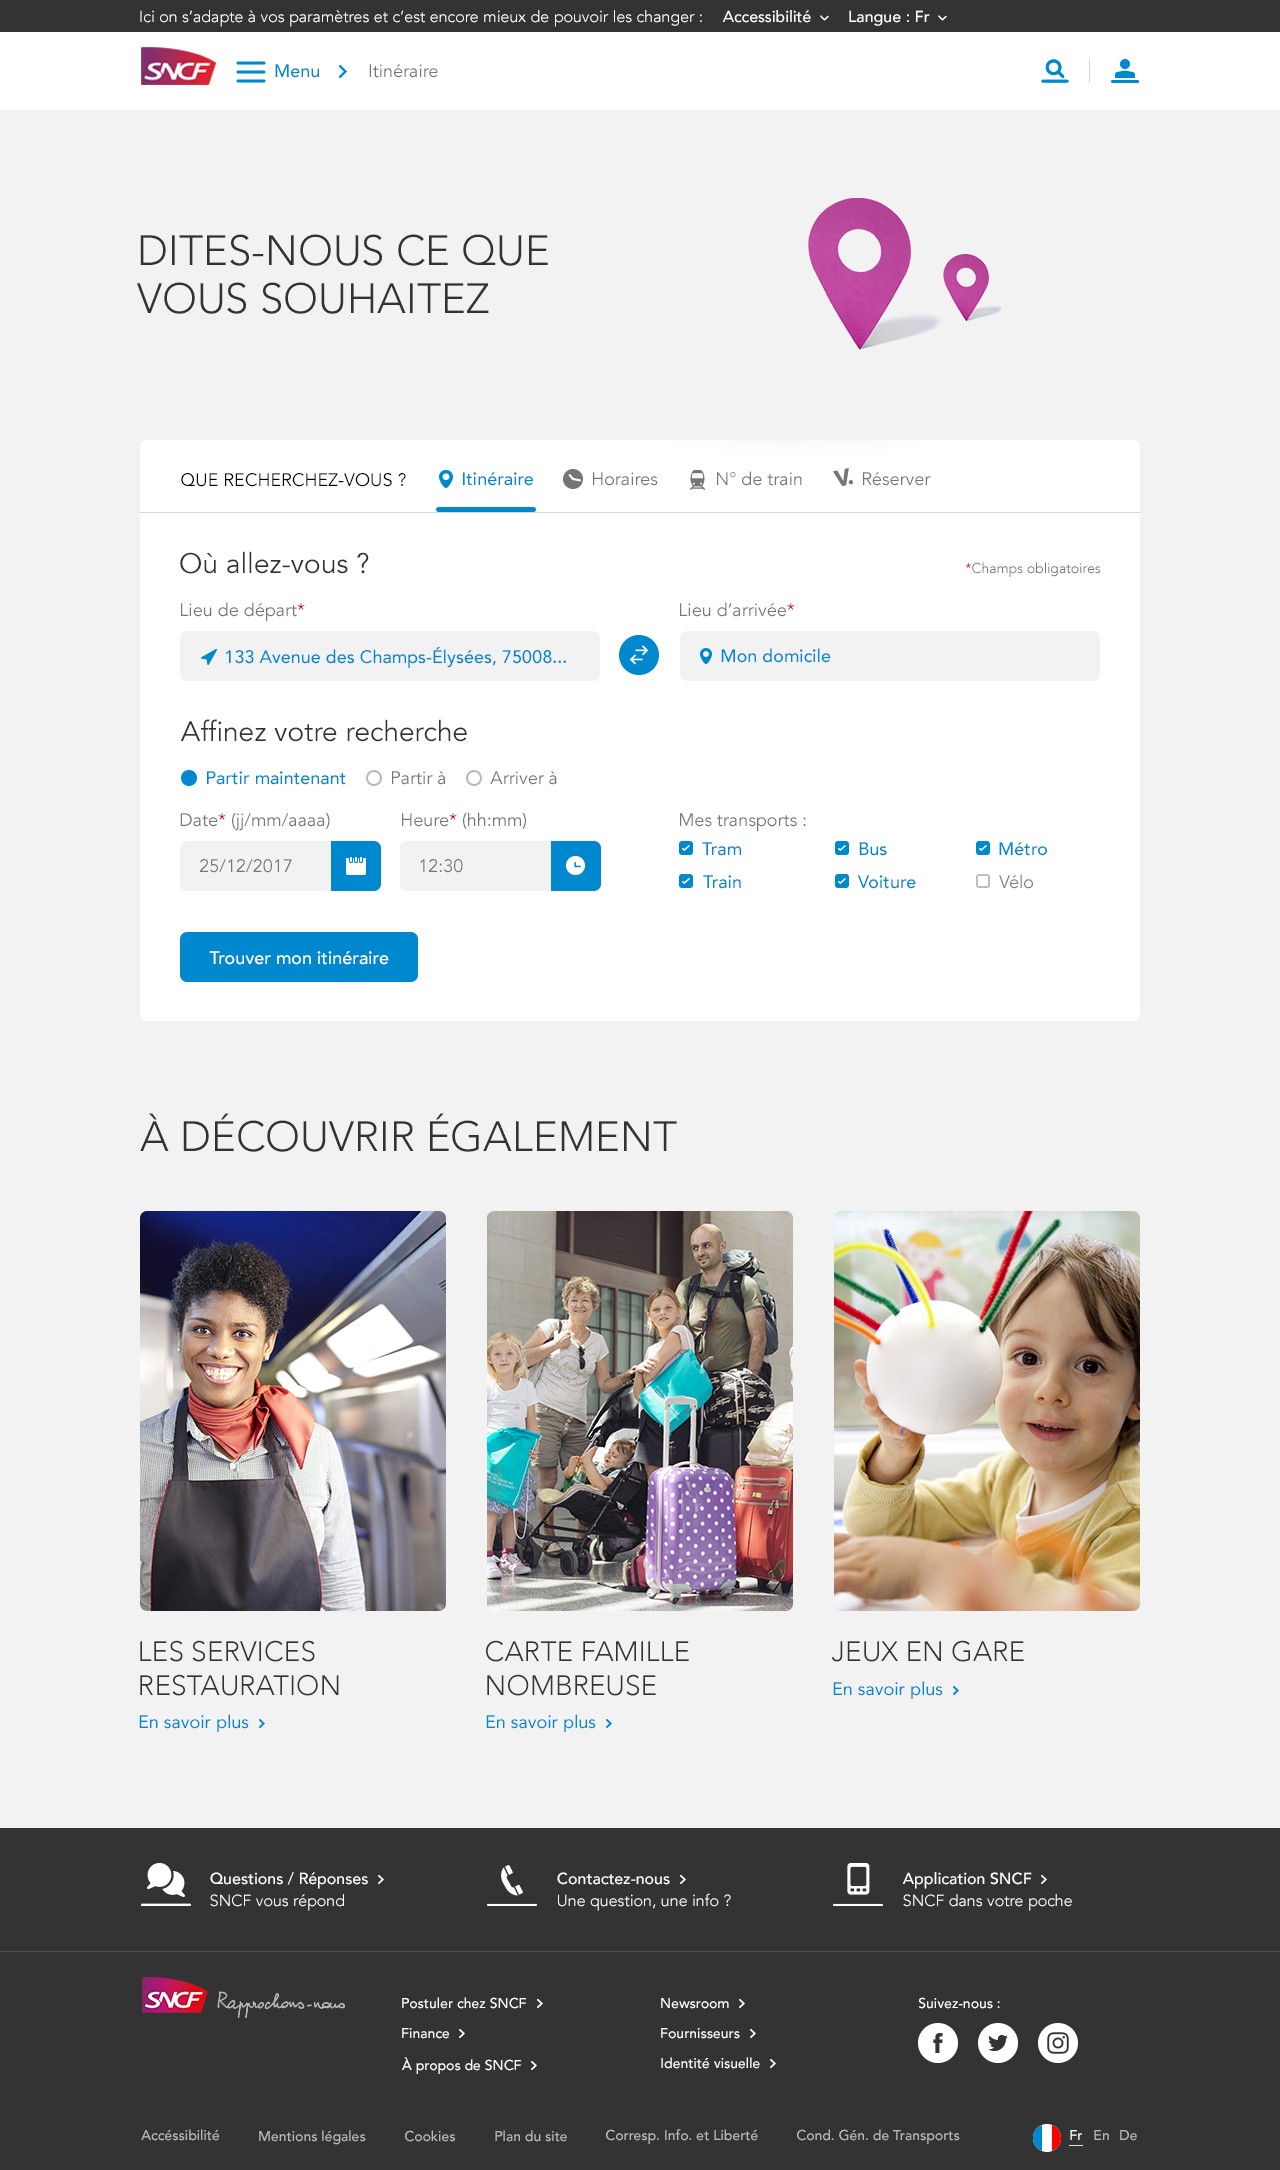 Ici on s’adapte à vos paramètres et c’est encore mieux de pouvoir les changer : Accessibilité Langue : Fr
SNCF Menu Itinéraire
DITES-NOUS CE QUE
VOUS SOUHAITEZ
QUE RECHERCHEZ-VOUS ? Itinéraire Horaires N° de train Réserver
Où allez-vous ?
*Champs obligatoires
Lieu de départ* Lieu d’arrivée*
133 Avenue des Champs-Élysées, 75008... Mon domicile
Affinez votre recherche
Partir maintenant Partir à Arriver à
Date* (jj/mm/aaaa) Heure* (hh:mm) Mes transports :
Tram Bus Métro
25/12/2017 12:30
Train Voiture Vélo
Trouver mon itinéraire
À DÉCOUVRIR ÉGALEMENT
LES SERVICES
RESTAURATION
En savoir plus
CARTE FAMILLE
NOMBREUSE
En savoir plus
JEUX EN GARE
En savoir plus
Questions / Réponses
SNCF vous répond
Contactez-nous
Une question, une info ?
Application SNCF
SNCF dans votre poche
SNCF Rapprochons-nous
Postuler chez SNCF
Finance
À propos de SNCF
Newsroom
Fournisseurs
Identité visuelle
Suivez-nous :
Accéssibilité Mentions légales Cookies Plan du site Corresp. Info. et Liberté Cond. Gén. de Transports Fr En De